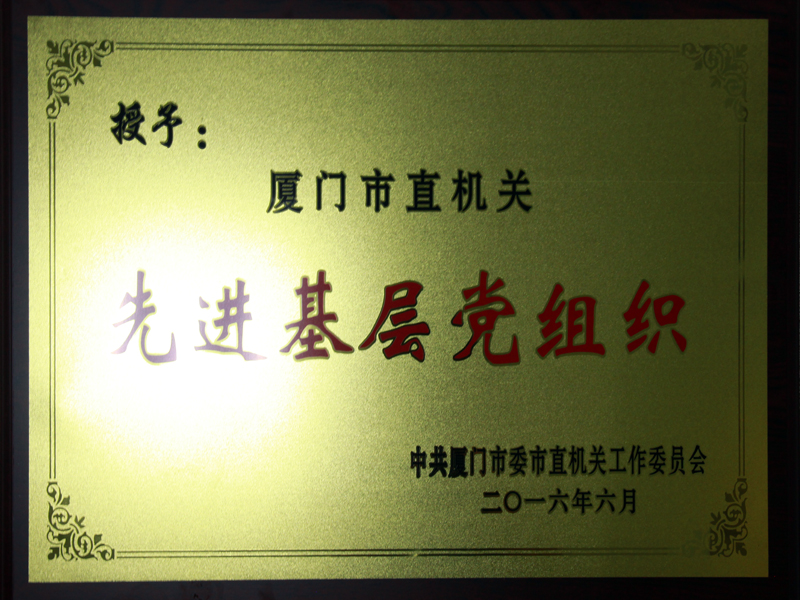 授予：
厦门市直机关
先进基层党组织
中共厦门市委市直机关工作委员会
二〇一六年六月